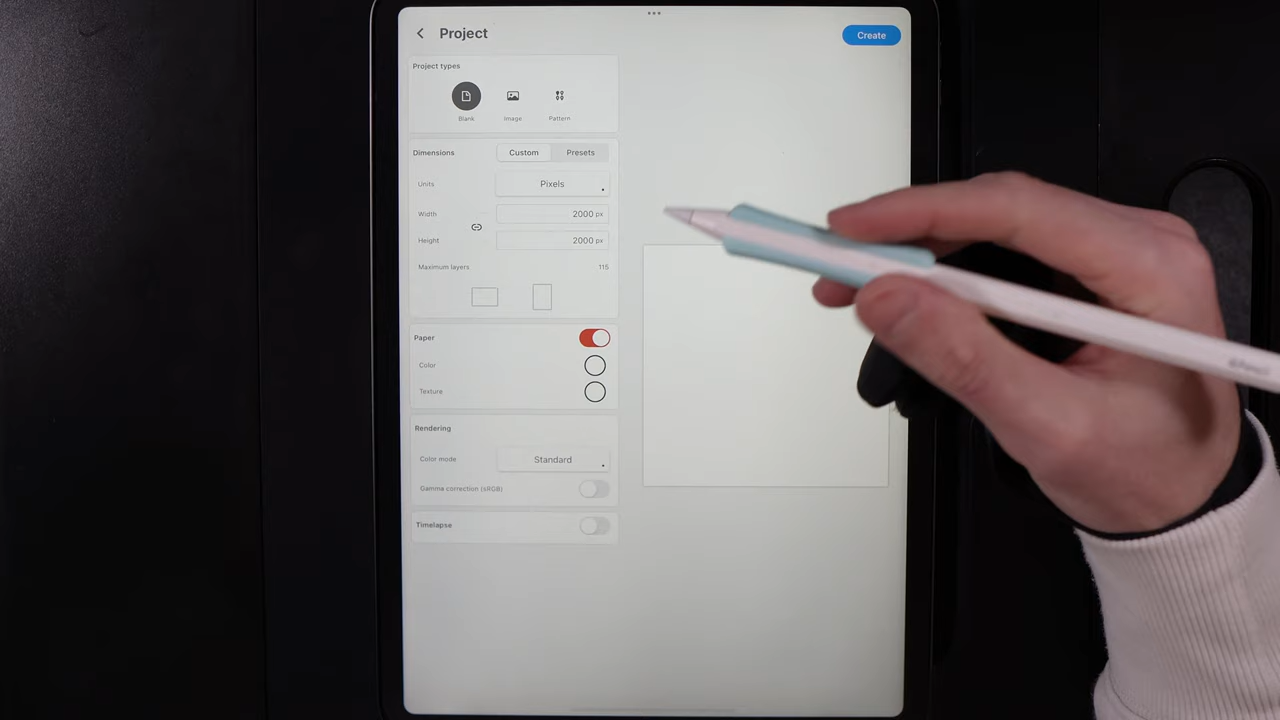 Project
Create
Project types
Blank
Image
Pattern
Dimensions
Custom
Presets
Units
Pixels
Width
2000 px
Height
2000 px
Maximum layers
115
Paper
Color
Texture
Rendering
Color mode
Standard
Gamma correction (sRGB)
Timelapse